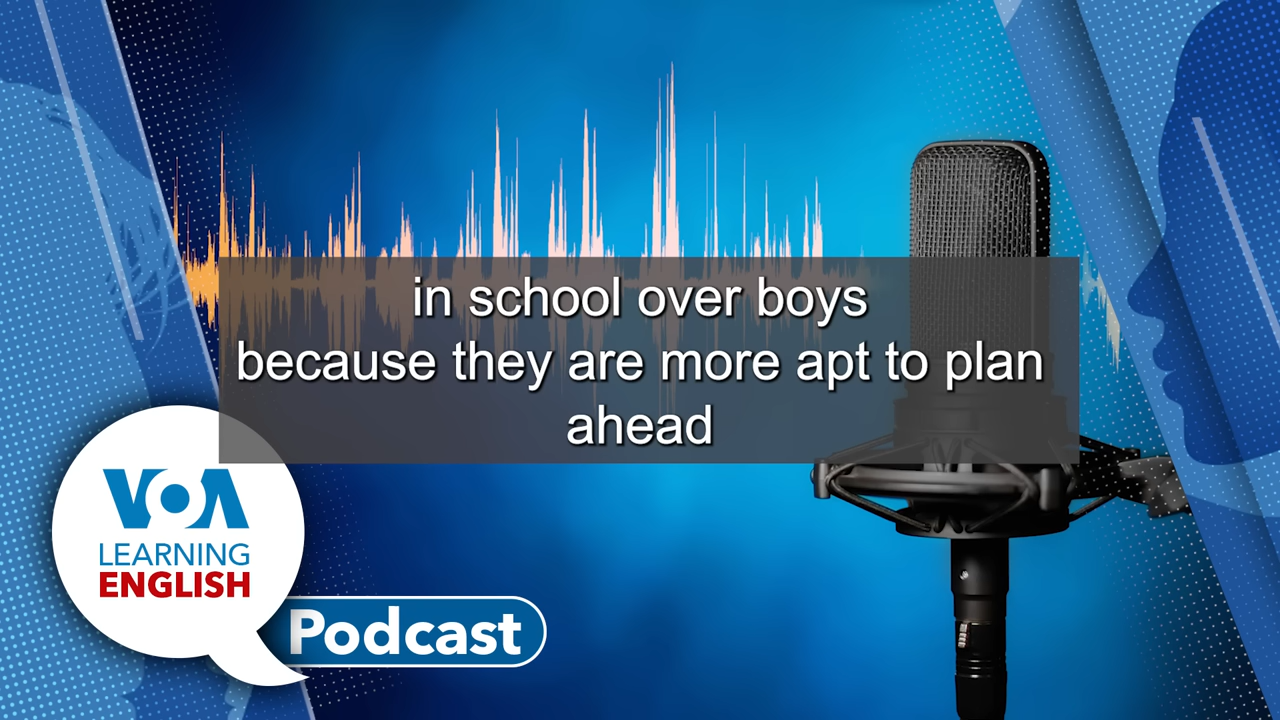 in school over boys
because they are more apt to plan
ahead
VOA
LEARNING
ENGLISH
Podcast